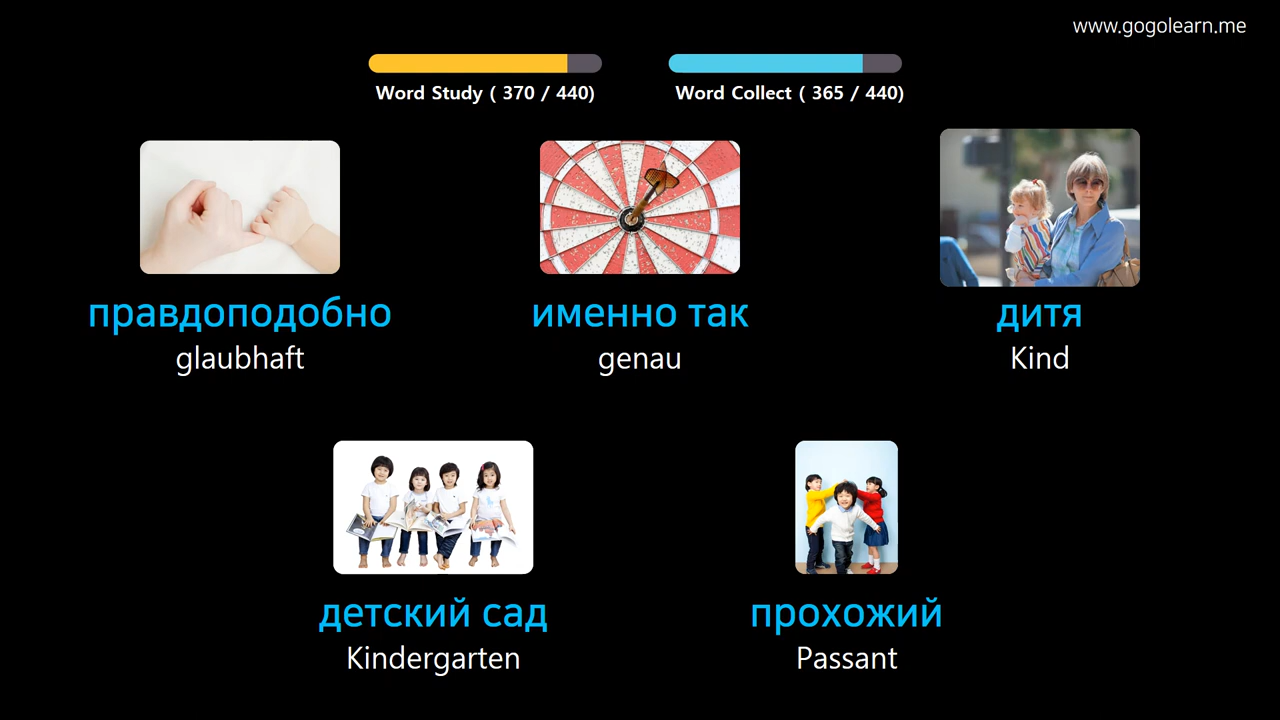 www.gogolearn.me
Word Study ( 370 / 440)
Word Collect ( 365 / 440)
правдоподобно
glaubhaft
именно так
genau
дитя
Kind
детский сад
Kindergarten
прохожий
Passant